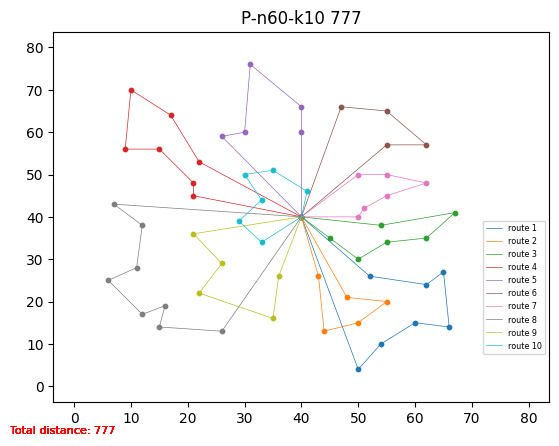 P-n60-k10 777
80
70
60
50
40
30
20
10
0
0 10 20 30 40 50 60 70 80
route 1
route 2
route 3
route 4
route 5
route 6
route 7
route 8
route 9
route 10
Total distance: 777